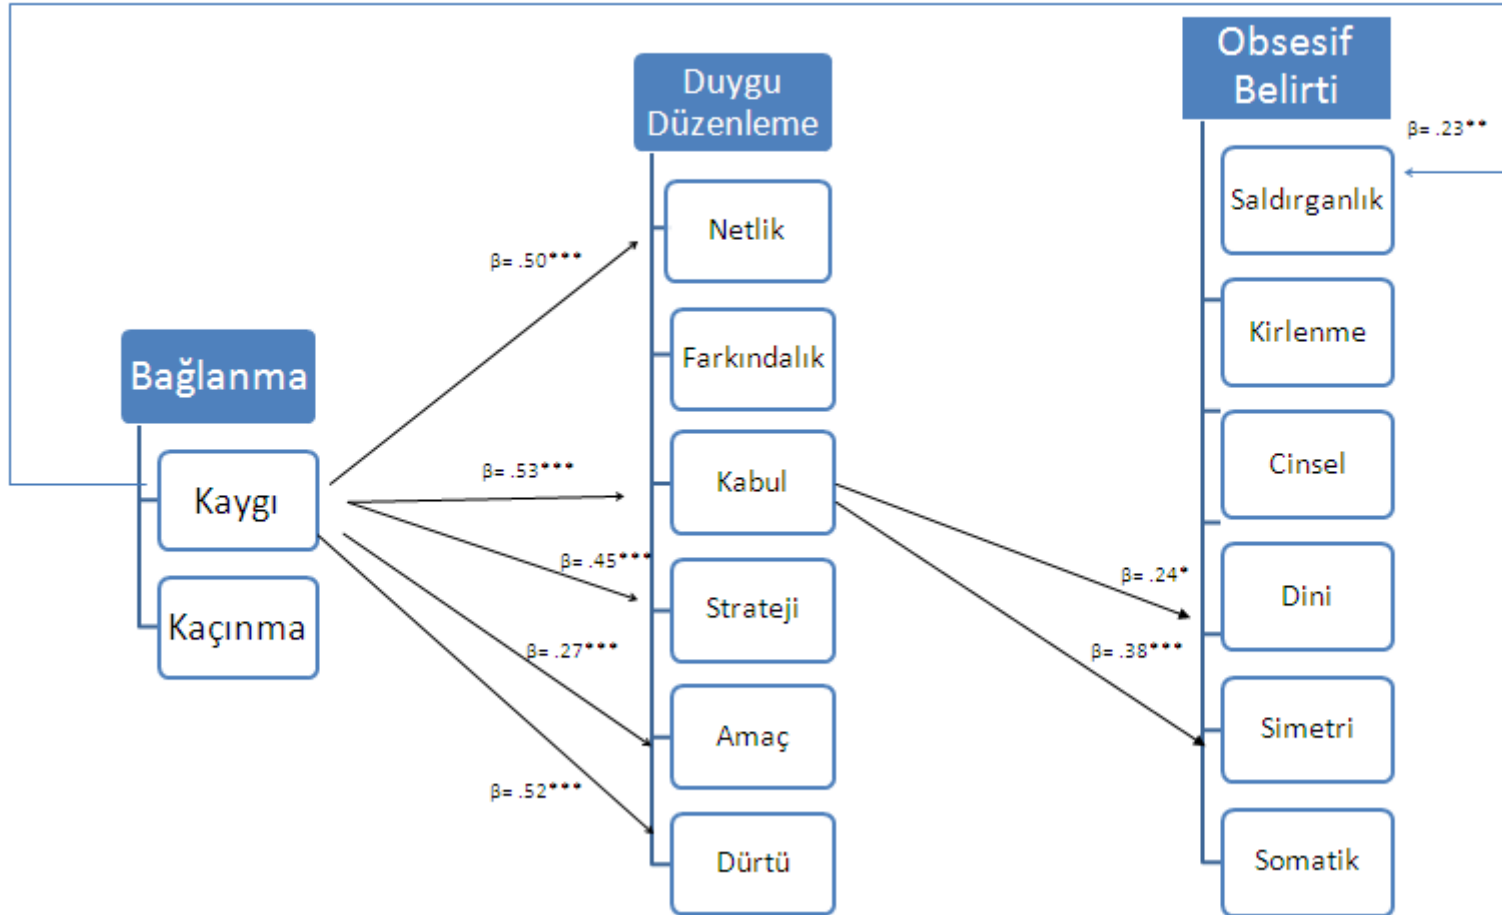 Bağlanma
Kaygı
Kaçınma
β= .50***
β= .53***
β= .45***
β= .27***
β= .52***
Duygu
Düzenleme
Netlik
Farkındalık
Kabul
Strateji
Amaç
Dürtü
β= .24*
β= .38***
Obsesif
Belirti
β= .23**
Saldırganlık
Kirlenme
Cinsel
Dini
Simetri
Somatik